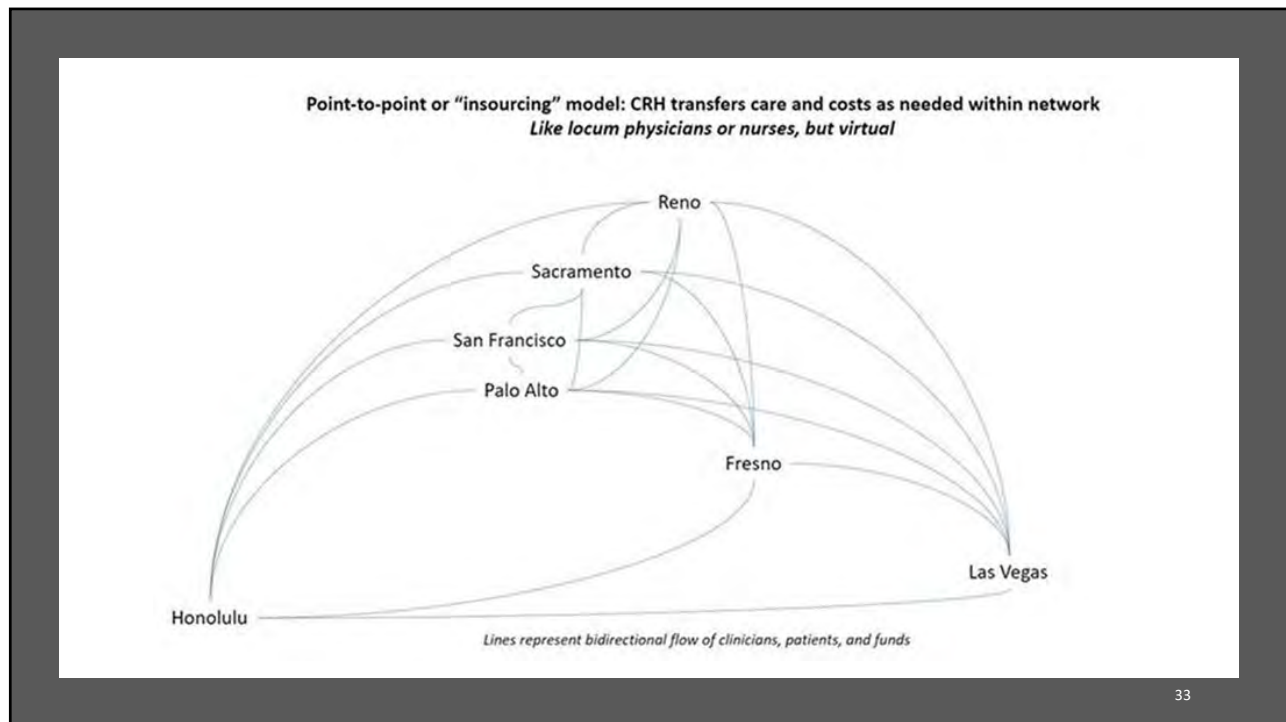 Point-to-point or “insourcing” model: CRH transfers care and costs as needed within network
Like locum physicians or nurses, but virtual
Reno
Sacramento
San Francisco
Palo Alto
Fresno
Las Vegas
Honolulu
Lines represent bidirectional flow of clinicians, patients, and funds
33